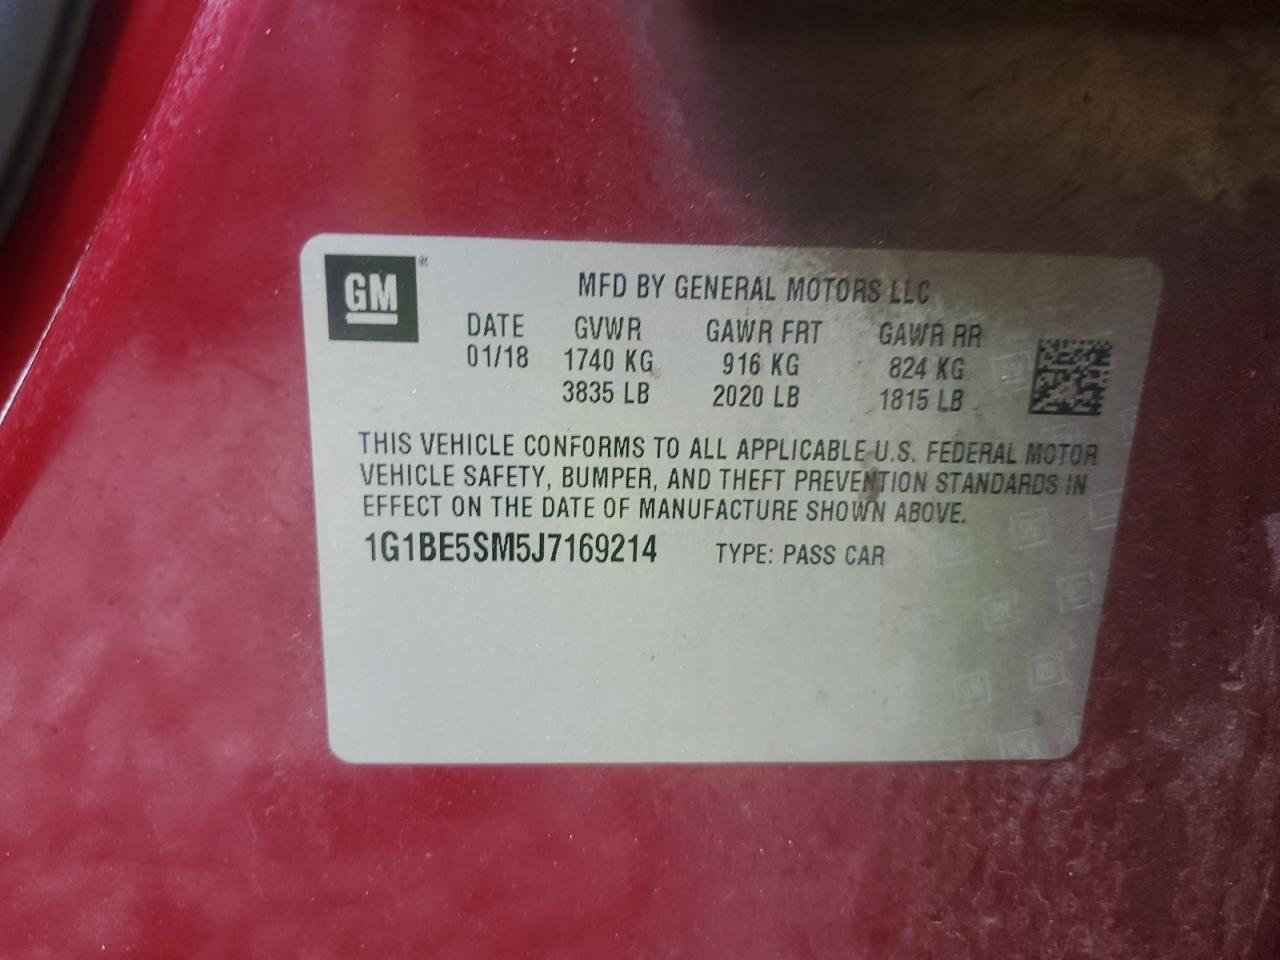 GM®
MFD BY GENERAL MOTORS LLC
DATE GVWR GAWR FRT GAWR RR
01/18 1740 KG 916 KG 824 KG
3835 LB 2020 LB 1815 LB
THIS VEHICLE CONFORMS TO ALL APPLICABLE U.S. FEDERAL MOTOR
VEHICLE SAFETY, BUMPER, AND THEFT PREVENTION STANDARDS IN
EFFECT ON THE DATE OF MANUFACTURE SHOWN ABOVE.
1G1BE5SM5J7169214 TYPE: PASS CAR